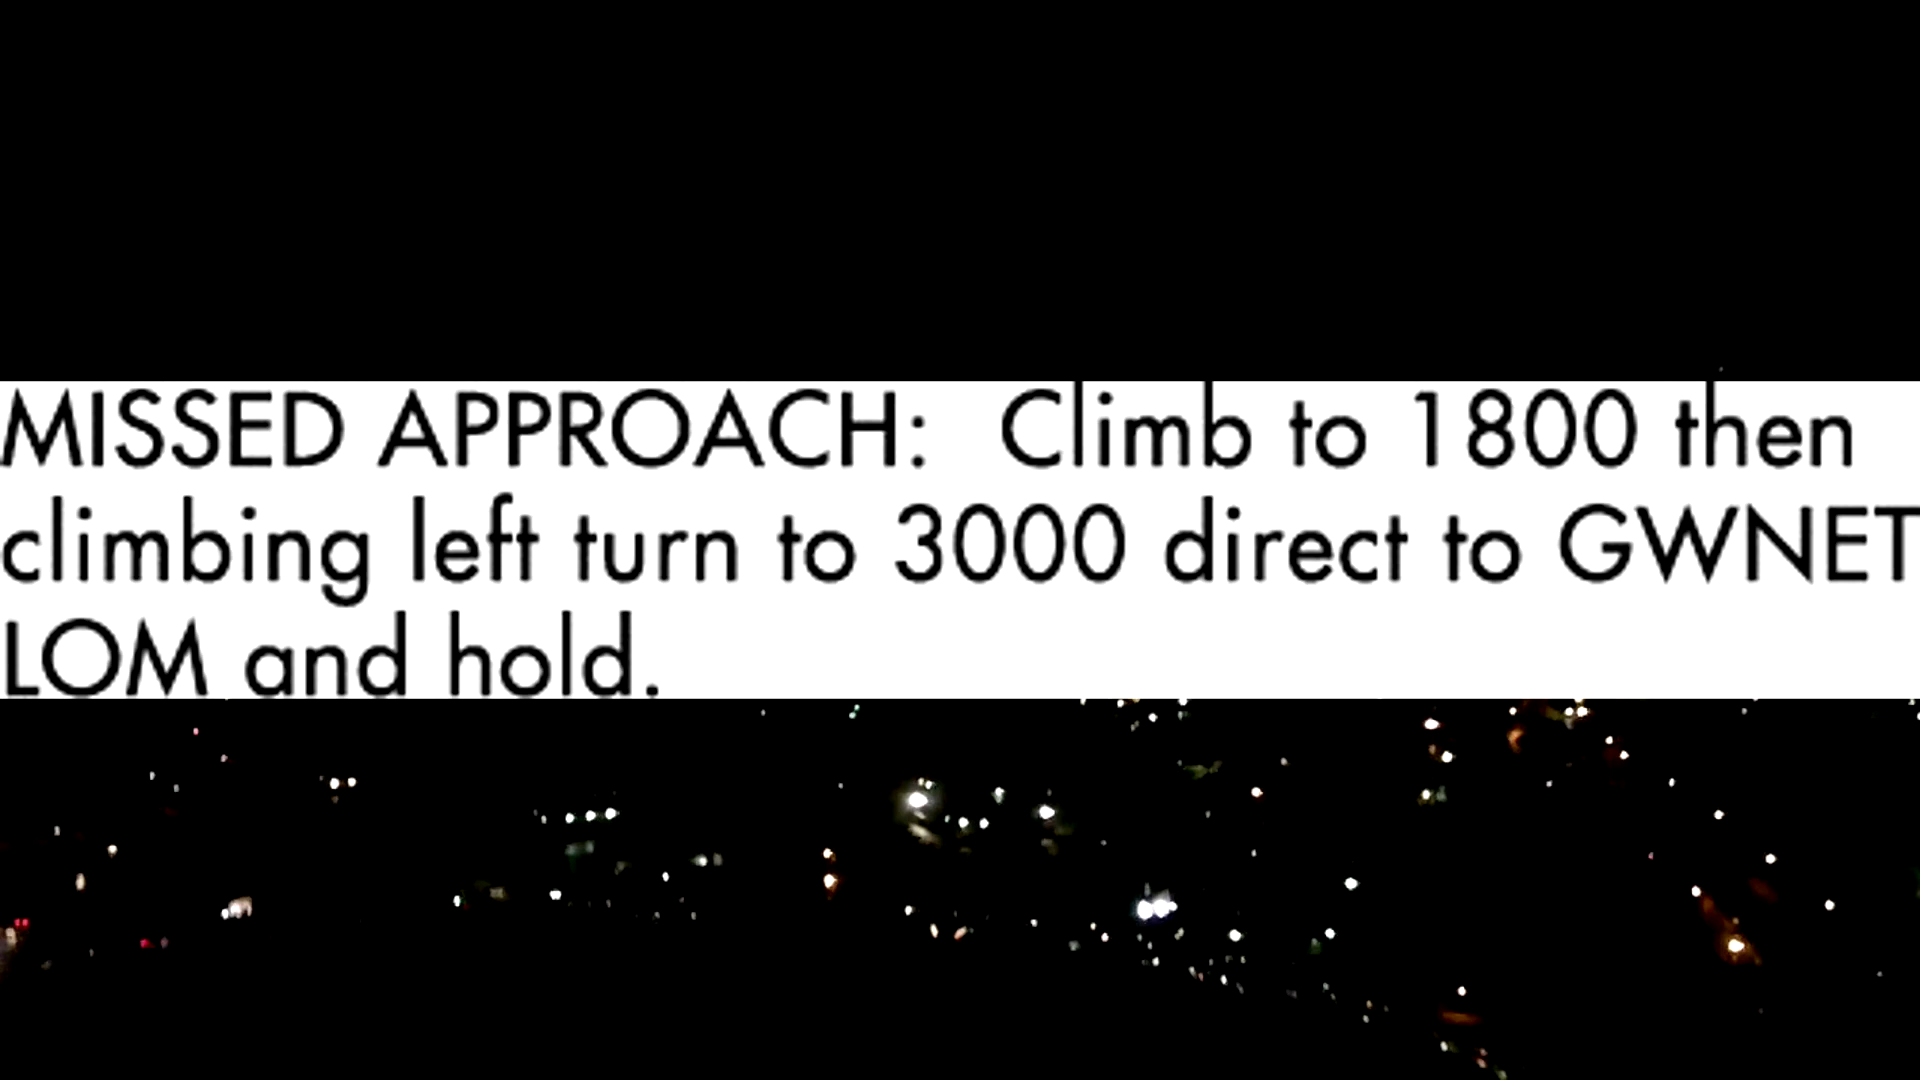 MISSED APPROACH: Climb to 1800 then
climbing left turn to 3000 direct to GWNET
LOM and hold.